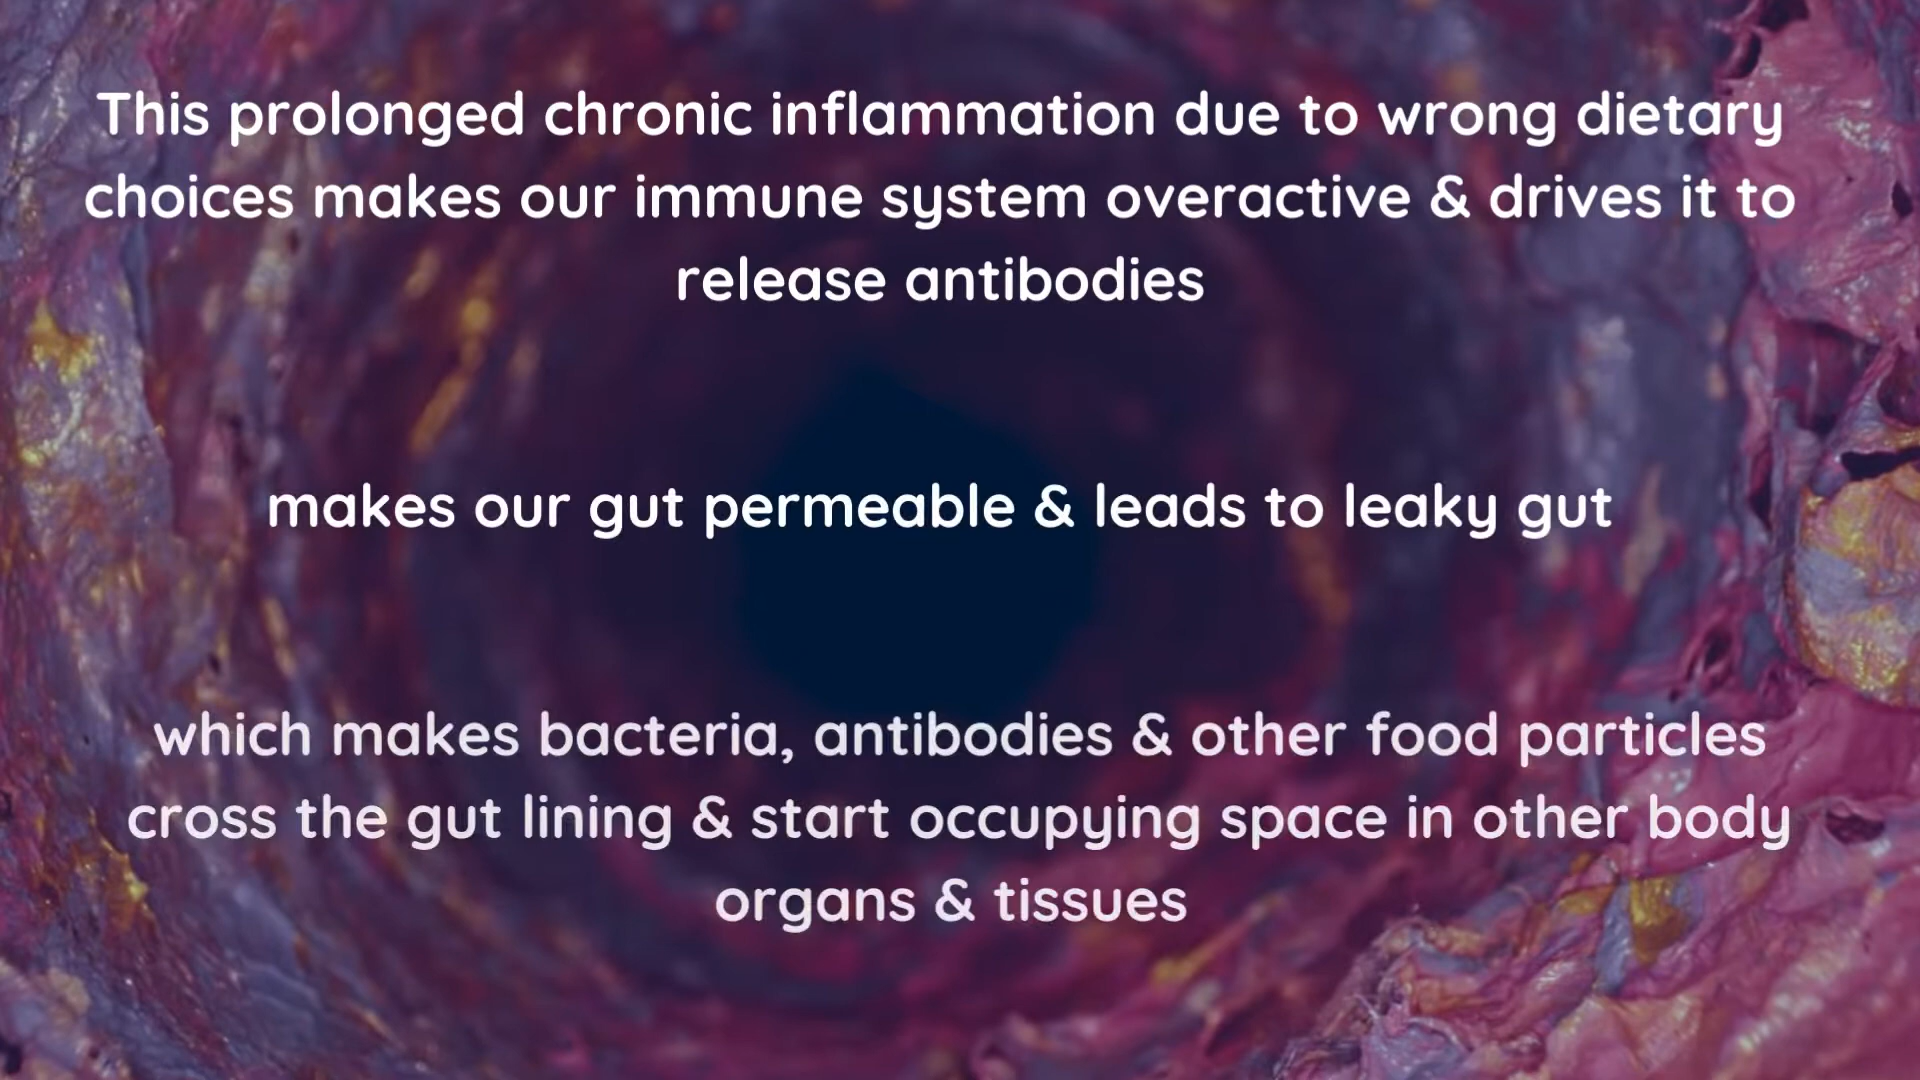 This prolonged chronic inflammation due to wrong dietary
choices makes our immune system overactive & drives it to
release antibodies
makes our gut permeable & leads to leaky gut
which makes bacteria, antibodies & other food particles
cross the gut lining & start occupying space in other body
organs & tissues